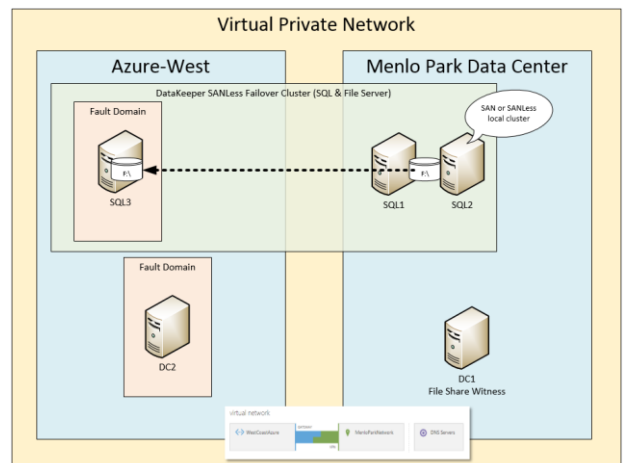 Virtual Private Network
Azure-West
Menlo Park Data Center
DataKeeper SANLess Failover Cluster (SQL & File Server)
Fault Domain
SAN or SANLess
local cluster
F:\
F:\
SQL3
SQL1
SQL2
Fault Domain
DC2
DC1
File Share Witness
virtual network
GATEWAY
WestCoastAzure
MenloParkNetwork
DNS Servers